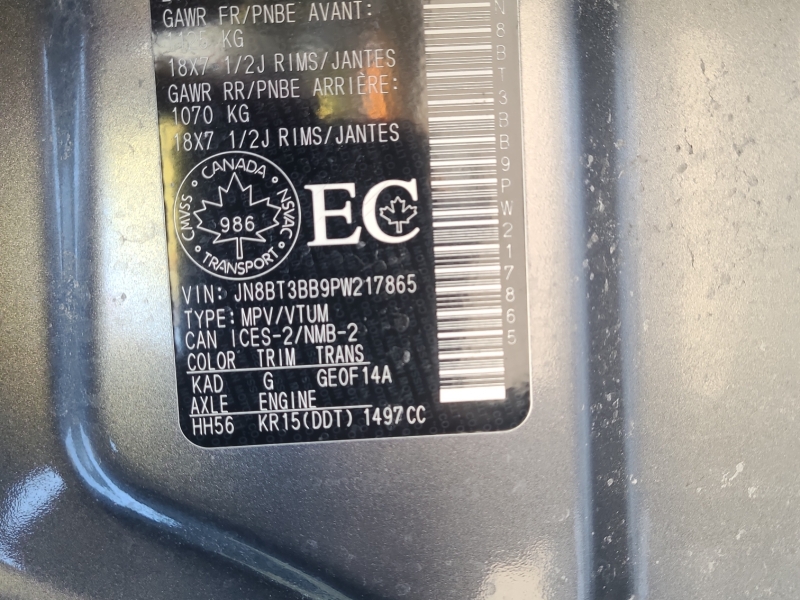 GAWR FR/PNBE AVANT:
KG
18X7 1/2J RIMS/JANTES
GAWR RR/PNBE ARRIÈRE:
1070 KG
18X7 1/2J RIMS/JANTES
CANADA
CMVSS
NSVAC
986
TRANSPORT
EC
VIN: JN8BT3BB9PW217865
TYPE:MPV/VTUM
CAN ICES-2/NMB-2
COLOR TRIM TRANS
KAD G GE0F14A
AXLE ENGINE
HH56 KR15(DDT) 1497CC
N8BT3BB9PW217865